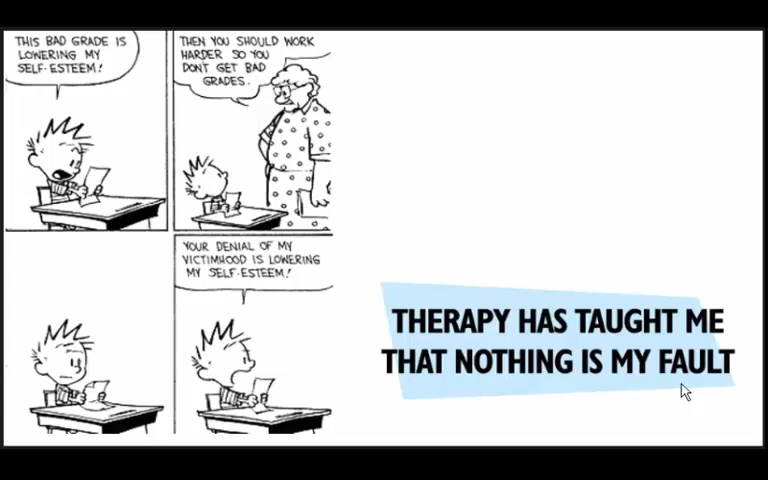 THIS BAD GRADE IS
LOWERING MY
SELF-ESTEEM!
THEN YOU SHOULD WORK
HARDER SO YOU
DON'T GET BAD
GRADES.
YOUR DENIAL OF MY
VICTIMHOOD IS LOWERING
MY SELF-ESTEEM!
THERAPY HAS TAUGHT ME
THAT NOTHING IS MY FAULT